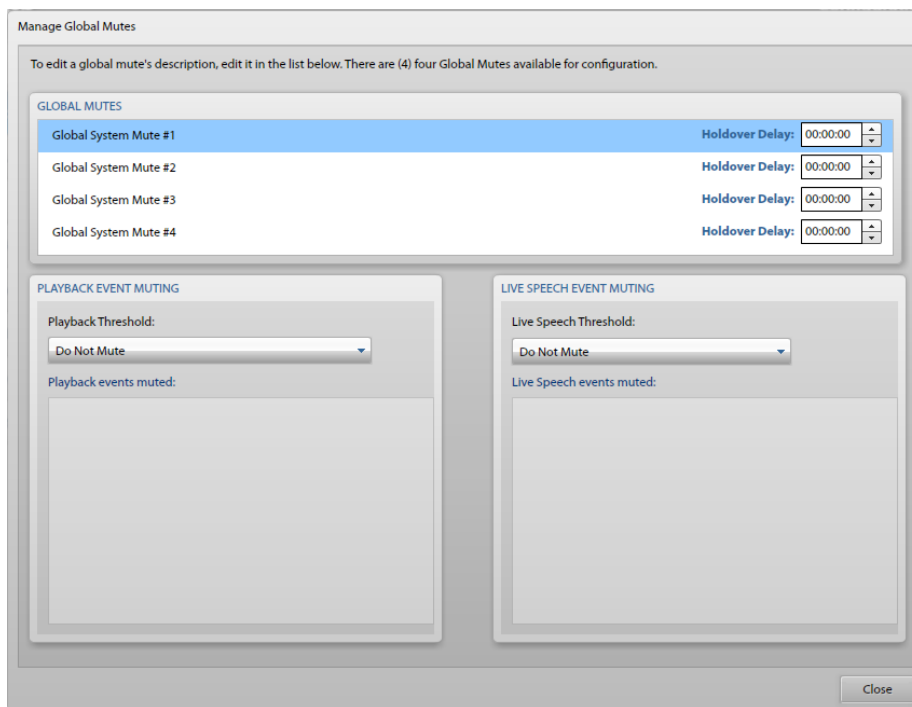 Manage Global Mutes
To edit a global mute's description, edit it in the list below. There are (4) four Global Mutes available for configuration.
GLOBAL MUTES
Global System Mute #1 Holdover Delay: 00:00:00
Global System Mute #2 Holdover Delay: 00:00:00
Global System Mute #3 Holdover Delay: 00:00:00
Global System Mute #4 Holdover Delay: 00:00:00
PLAYBACK EVENT MUTING
Playback Threshold:
Do Not Mute
Playback events muted:
LIVE SPEECH EVENT MUTING
Live Speech Threshold:
Do Not Mute
Live Speech events muted:
Close